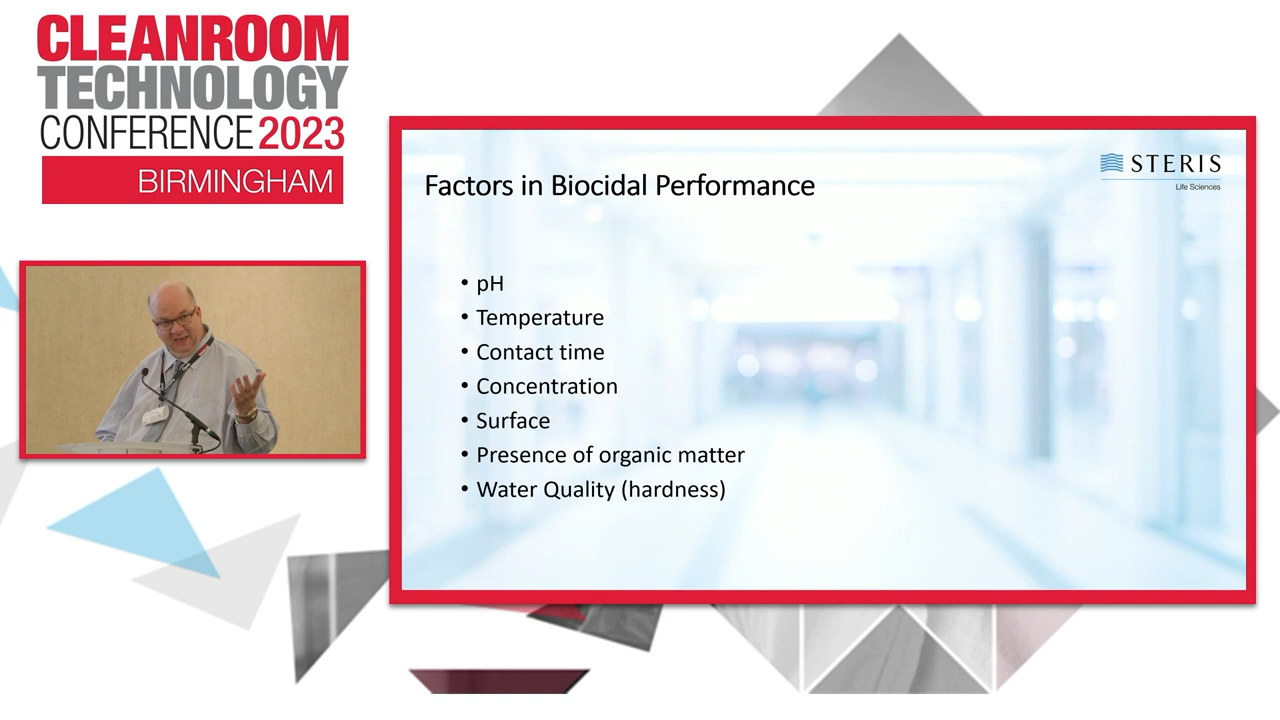 CLEANROOM
TECHNOLOGY
CONFERENCE 2023
BIRMINGHAM
STERIS
Life Sciences
Factors in Biocidal Performance
• pH
• Temperature
• Contact time
• Concentration
• Surface
• Presence of organic matter
• Water Quality (hardness)